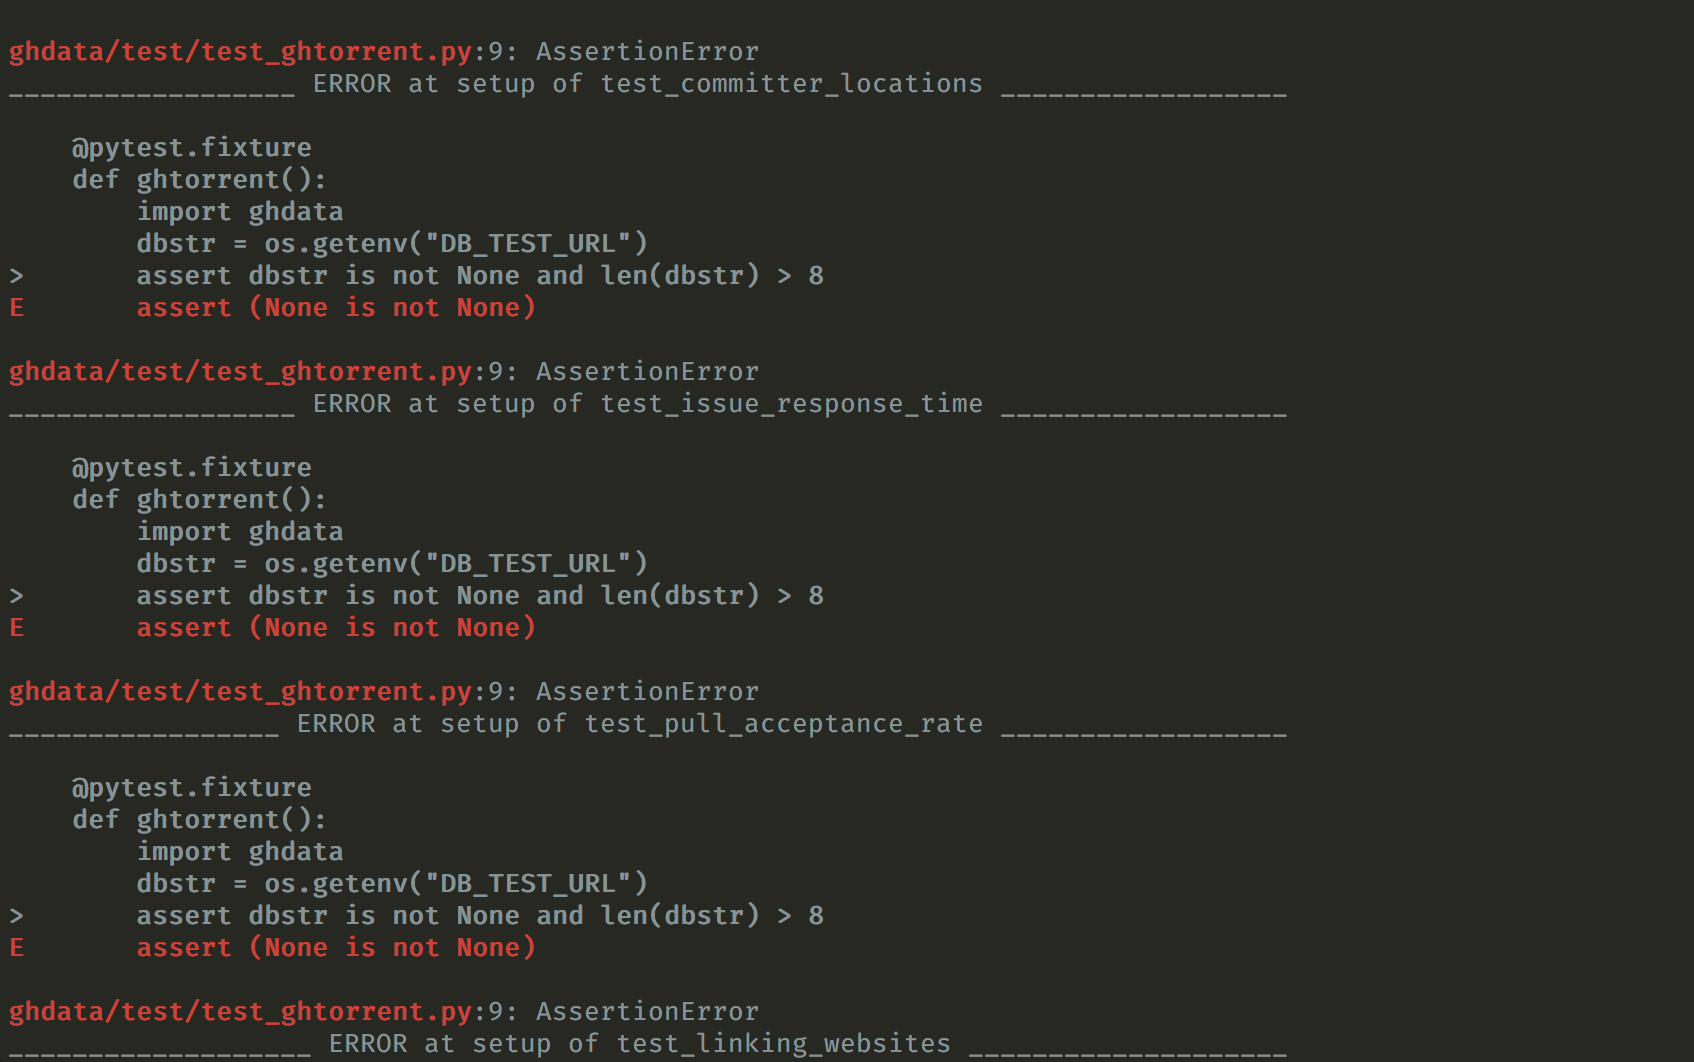 ghdata/test/test_ghtorrent.py:9: AssertionError
__________________ ERROR at setup of test_committer_locations __________________
@pytest.fixture
def ghtorrent():
import ghdata
dbstr = os.getenv("DB_TEST_URL")
>       assert dbstr is not None and len(dbstr) > 8
E       assert (None is not None)
ghdata/test/test_ghtorrent.py:9: AssertionError
__________________ ERROR at setup of test_issue_response_time __________________
@pytest.fixture
def ghtorrent():
import ghdata
dbstr = os.getenv("DB_TEST_URL")
>       assert dbstr is not None and len(dbstr) > 8
E       assert (None is not None)
ghdata/test/test_ghtorrent.py:9: AssertionError
_________________ ERROR at setup of test_pull_acceptance_rate __________________
@pytest.fixture
def ghtorrent():
import ghdata
dbstr = os.getenv("DB_TEST_URL")
>       assert dbstr is not None and len(dbstr) > 8
E       assert (None is not None)
ghdata/test/test_ghtorrent.py:9: AssertionError
___________________ ERROR at setup of test_linking_websites ____________________